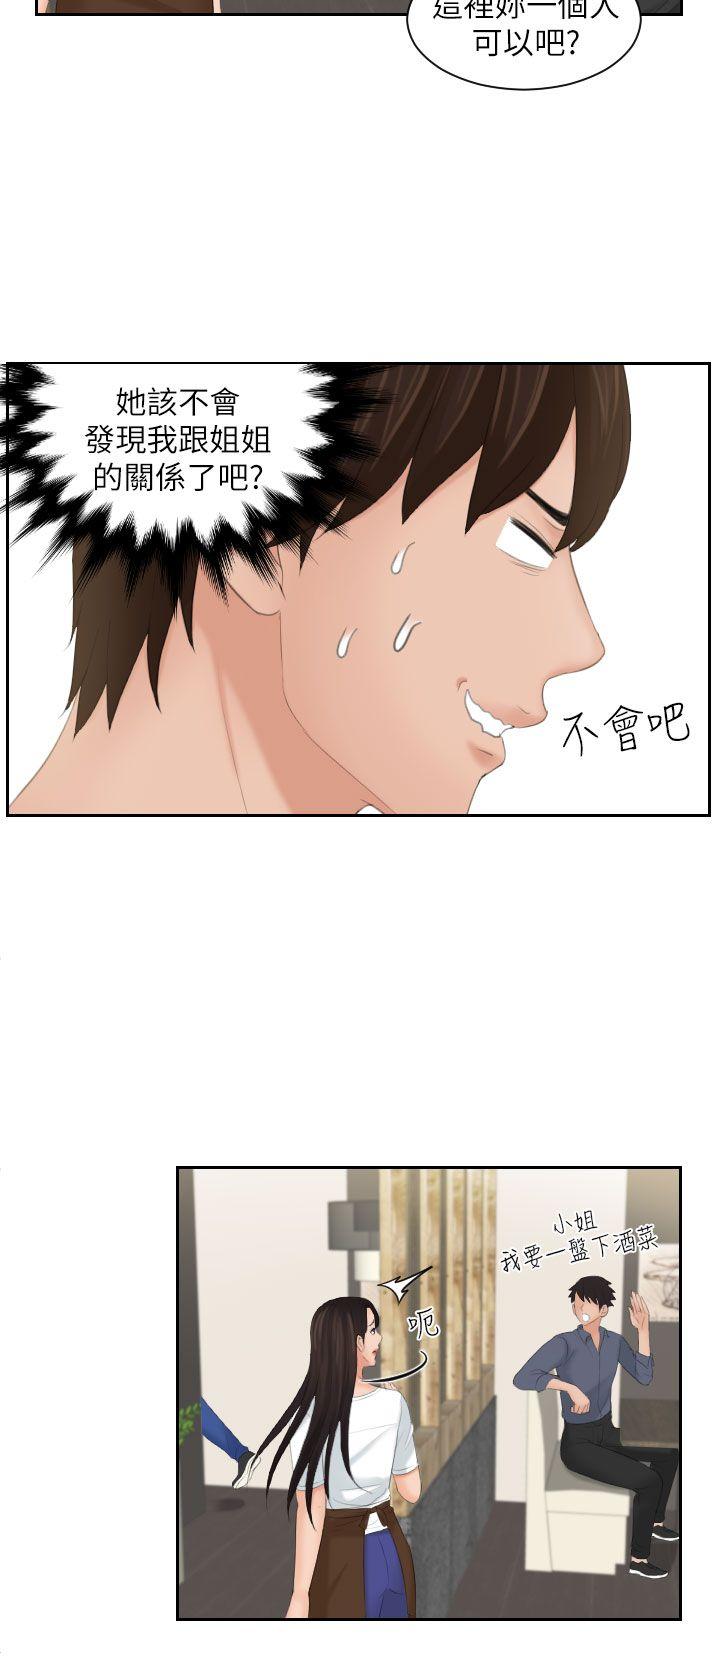 這裡妳一個人
可以吧?
她該不會
發現我跟姐姐
的關係了吧?
不會吧
小姐
我要一盤下酒菜
呃